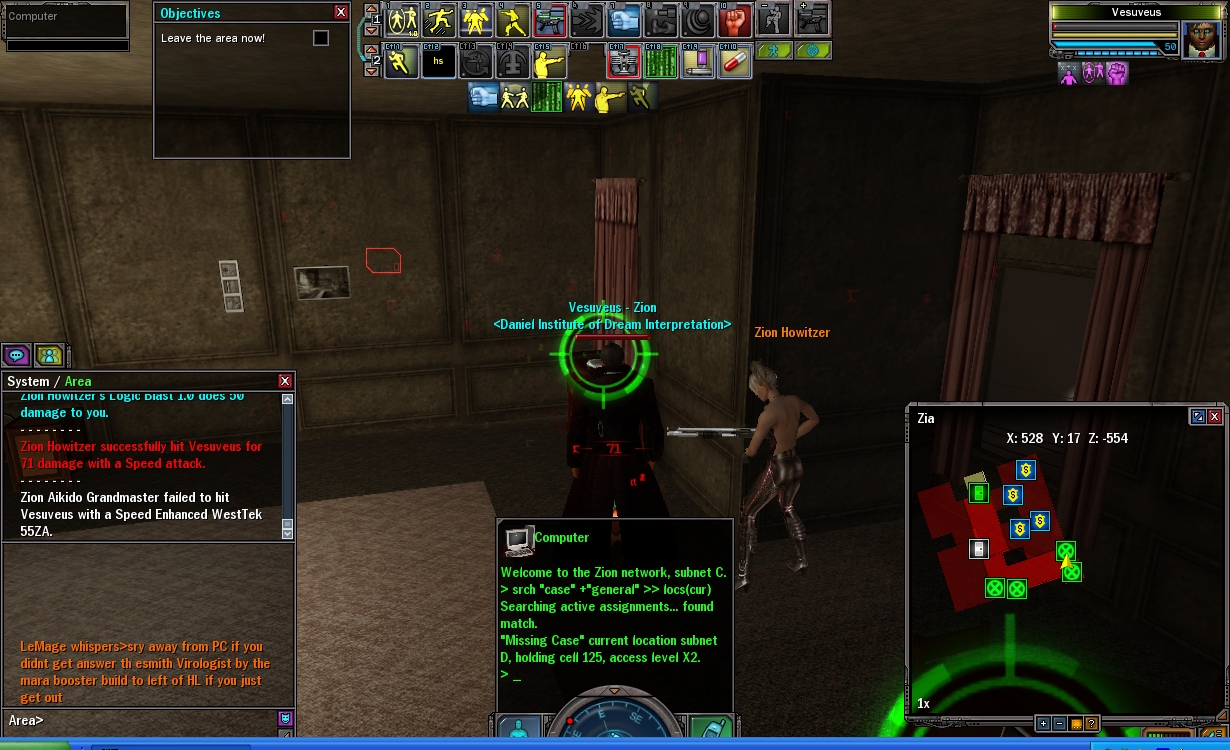 Computer
Objectives
Leave the area now!
1
2
1.0
hs
Vesuveus
50
Vesuveus - Zion
<Daniel Institute of Dream Interpretation>
Zion Howitzer
71
System / Area
Zion Howitzer's Logic Blast 1.0 does 50
damage to you.
- - - - - - - -
Zion Howitzer successfully hit Vesuveus for
71 damage with a Speed attack.
- - - - - - - -
Zion Aikido Grandmaster failed to hit
Vesuveus with a Speed Enhanced WestTek
55ZA.
LeMage whispers>sry away from PC if you
didnt get answer th esmith Virologist by the
mara booster build to left of HL if you just
get out
Area>
Computer
Welcome to the Zion network, subnet C.
> srch "case" +"general" >> locs(cur)
Searching active assignments... found
match.
"Missing Case" current location subnet
D, holding cell 125, access level X2.
> _
E
SE
Zia
X: 528 Y: 17 Z: -554
1x